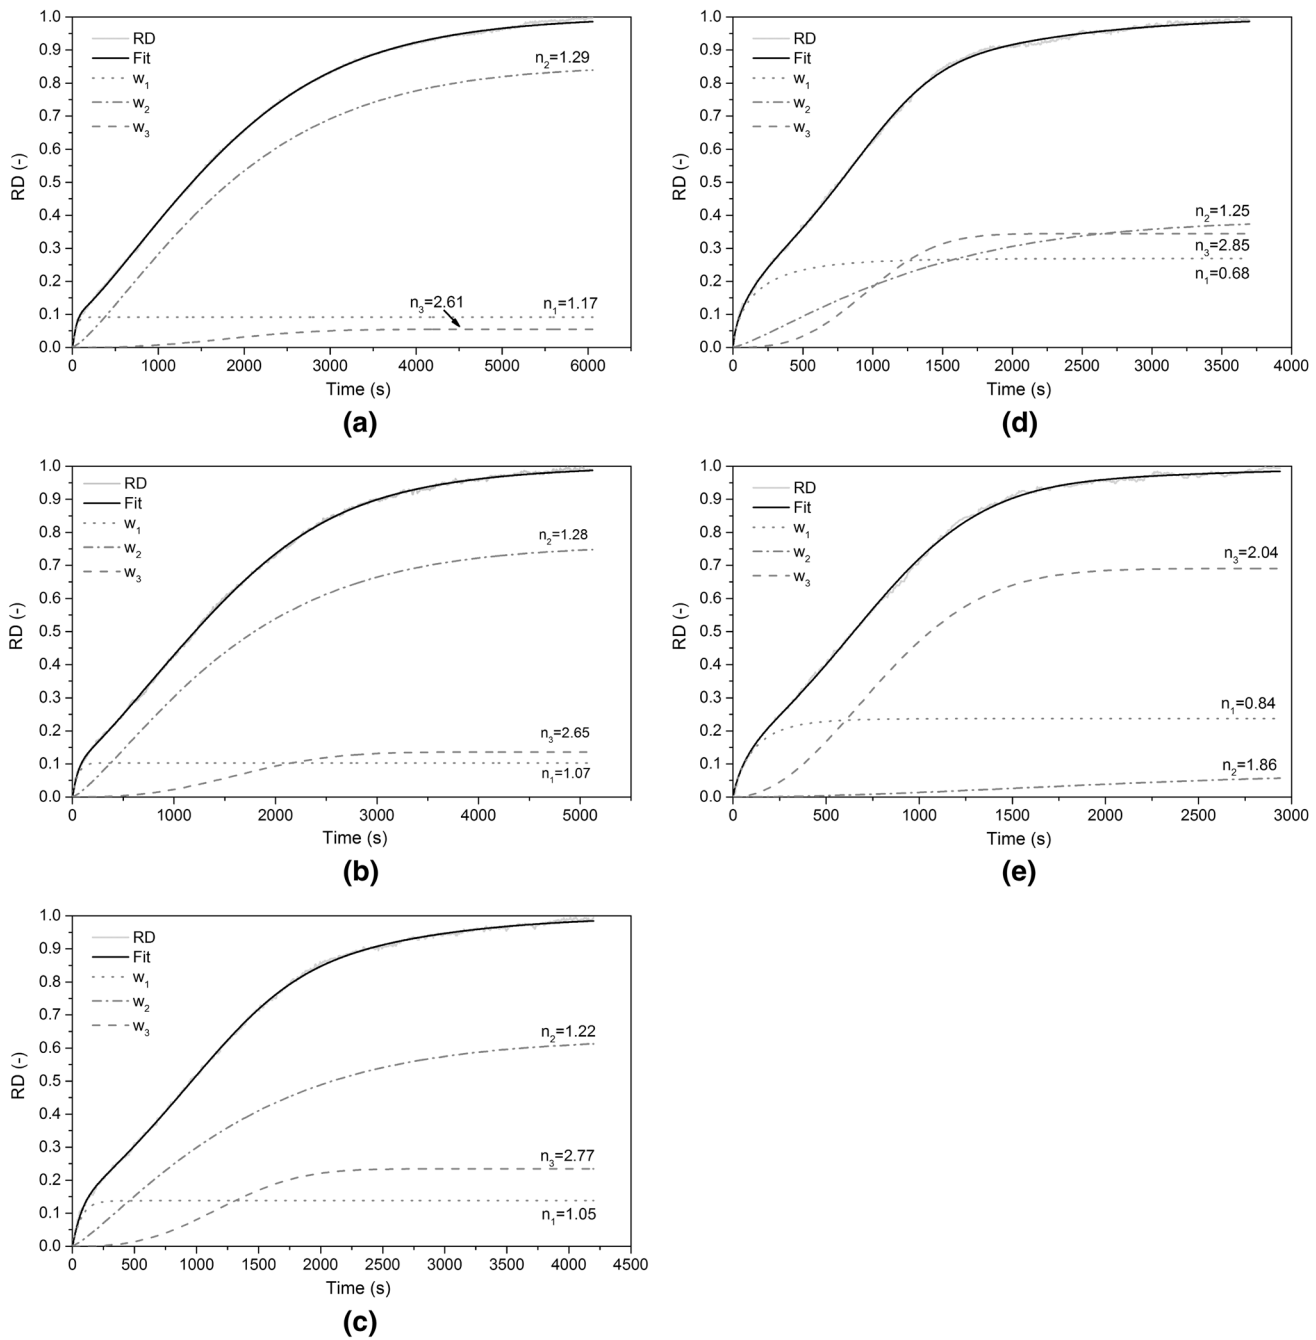 1.0
0.9
0.8
0.7
0.6
0.5
0.4
0.3
0.2
0.1
0.0
RD (-)
RD
Fit
w1
w2
w3
n2=1.29
n3=2.61
n1=1.17
0 1000 2000 3000 4000 5000 6000
Time (s)
(a)
1.0
0.9
0.8
0.7
0.6
0.5
0.4
0.3
0.2
0.1
0.0
RD (-)
RD
Fit
w1
w2
w3
n2=1.25
n3=2.85
n1=0.68
0 500 1000 1500 2000 2500 3000 3500 4000
Time (s)
(d)
1.0
0.9
0.8
0.7
0.6
0.5
0.4
0.3
0.2
0.1
0.0
RD (-)
RD
Fit
w1
w2
w3
n2=1.28
n3=2.65
n1=1.07
0 1000 2000 3000 4000 5000
Time (s)
(b)
1.0
0.9
0.8
0.7
0.6
0.5
0.4
0.3
0.2
0.1
0.0
RD (-)
RD
Fit
w1
w2
w3
n3=2.04
n1=0.84
n2=1.86
0 500 1000 1500 2000 2500 3000
Time (s)
(e)
1.0
0.9
0.8
0.7
0.6
0.5
0.4
0.3
0.2
0.1
0.0
RD (-)
RD
Fit
w1
w2
w3
n2=1.22
n3=2.77
n1=1.05
0 500 1000 1500 2000 2500 3000 3500 4000 4500
Time (s)
(c)